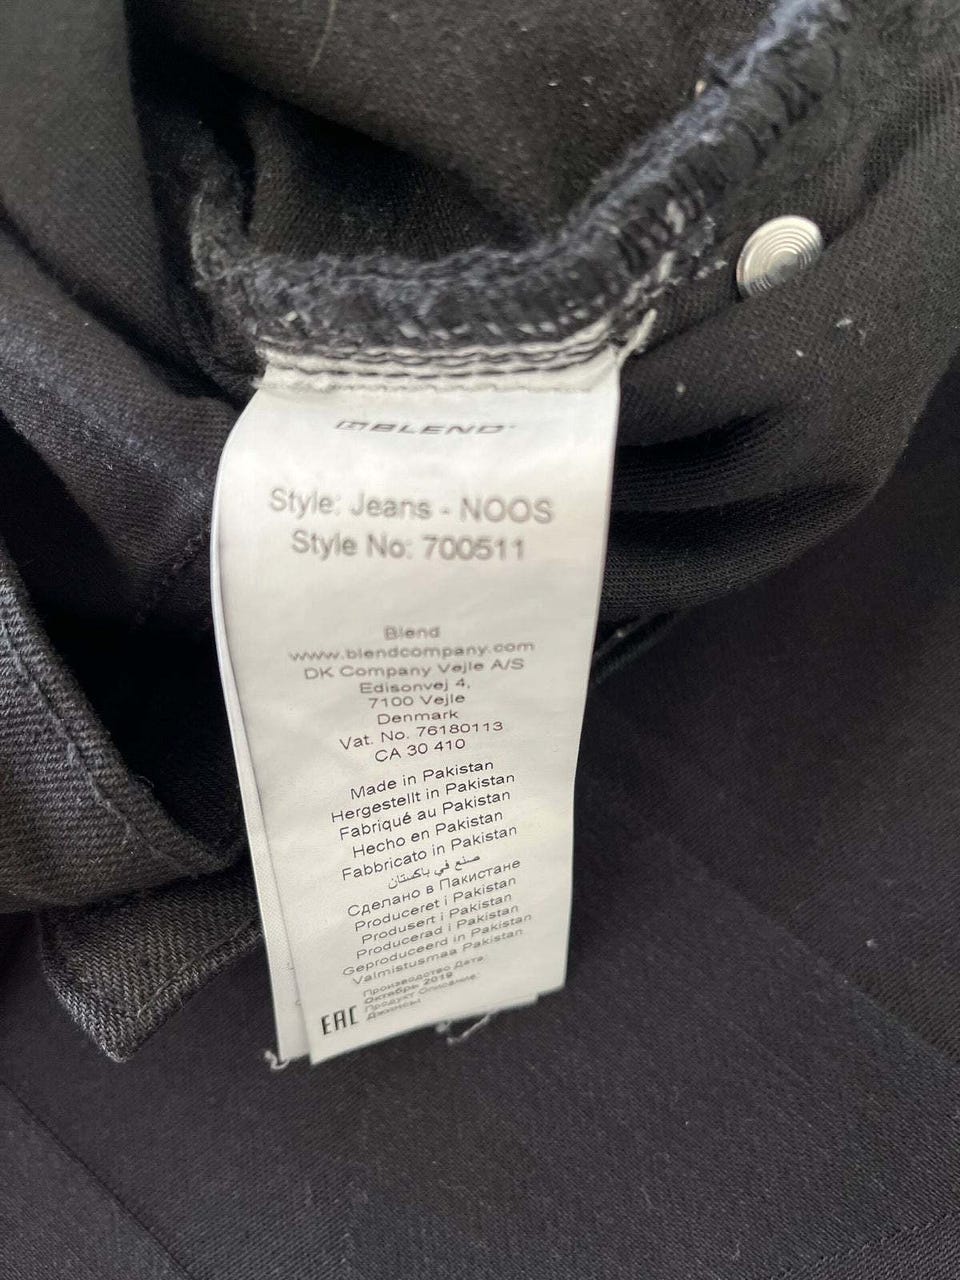 BLEND
Style: Jeans - NOOS
Style No: 700511
Blend
www.blendcompany.com
DK Company Vejle A/S
Edisonvej 4,
7100 Vejle
Denmark
Vat. No. 76180113
CA 30 410
Made in Pakistan
Hergestellt in Pakistan
Fabriqué au Pakistan
Hecho en Pakistan
Fabbricato in Pakistan
صنع في باكستان
Сделано в Пакистане
Produceret i Pakistan
Produsert i Pakistan
Producerad i Pakistan
Geproduceerd in Pakistan
Valmistusmaa Pakistan
Производство Дата:
Октябрь 2019
Продукт Описание:
Джинсы
EAC